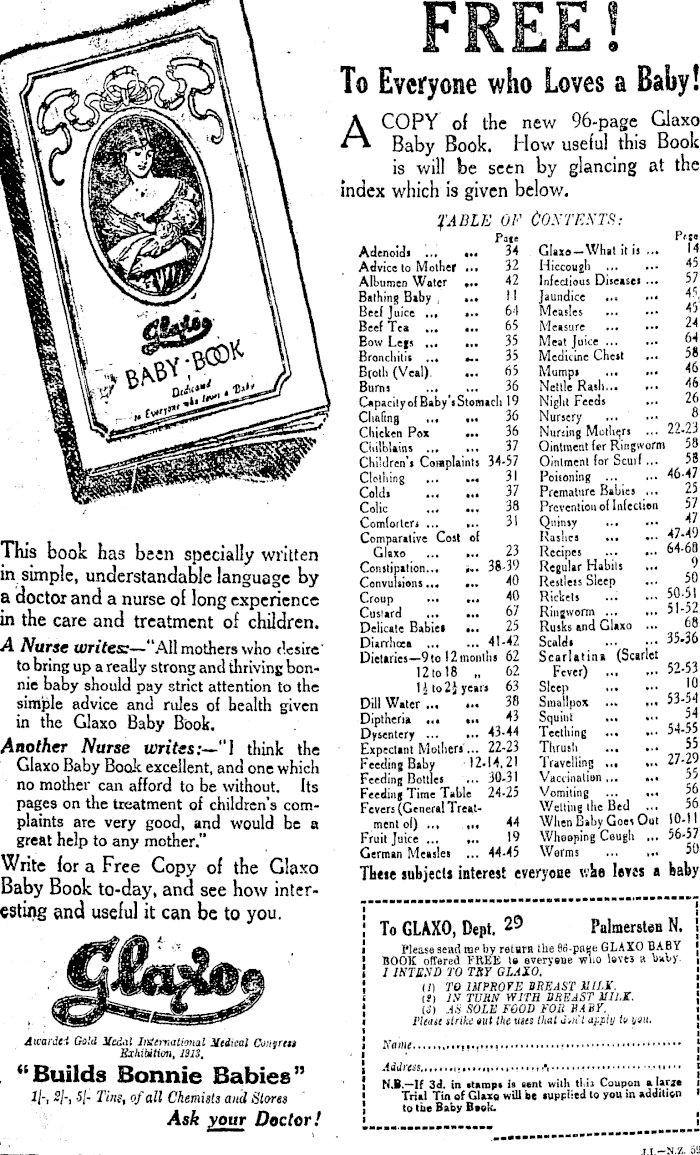 Glaxo
BABY·BOOK
Dedicated
to Everyone who loves a Baby
This book has been specially written
in simple, understandable language by
a doctor and a nurse of long experience
in the care and treatment of children.
A Nurse writes:—"All mothers who desire
to bring up a really strong and thriving bon-
nie baby should pay strict attention to the
simple advice and rules of health given
in the Glaxo Baby Book.
Another Nurse writes:—"I think the
Glaxo Baby Book excellent, and one which
no mother can afford to be without. Its
pages on the treatment of children's com-
plaints are very good, and would be a
great help to any mother."
Write for a Free Copy of the Glaxo
Baby Book to-day, and see how inter-
esting and useful it can be to you.
Glaxo
Awarded Gold Medal International Medical Congress
Exhibition, 1913.
"Builds Bonnie Babies"
1/-, 2/-, 5/- Tins, of all Chemists and Stores
Ask your Doctor!
FREE!
To Everyone who Loves a Baby!
A COPY of the new 96-page Glaxo
Baby Book. How useful this Book
is will be seen by glancing at the
index which is given below.
TABLE OF CONTENTS:
Page
Adenoids ... ... 34
Advice to Mother ... 32
Albumen Water ... 42
Bathing Baby ... 11
Beef Juice ... ... 64
Beef Tea ... ... 65
Bow Legs ... ... 35
Bronchitis ... ... 35
Broth (Veal) ... 65
Burns ... ... 36
Capacity of Baby's Stomach 19
Chafing ... ... 36
Chicken Pox ... 36
Chilblains ... ... 37
Children's Complaints 34-57
Clothing ... ... 31
Colds ... ... 37
Colic ... ... 38
Comforters ... ... 31
Comparative Cost of
Glaxo ... ... 23
Constipation... ... 38-39
Convulsions ... ... 40
Croup ... ... 40
Custard ... ... 67
Delicate Babies ... 25
Diarrhœa ... ... 41-42
Dietaries—9 to 12 months 62
12 to 18 „ 62
1½ to 2½ years 63
Dill Water ... ... 38
Diptheria ... ... 43
Dysentery ... ... 43-44
Expectant Mothers ... 22-23
Feeding Baby 12-14, 21
Feeding Bottles ... 30-31
Feeding Time Table 24-25
Fevers (General Treat-
ment of) ... ... 44
Fruit Juice ... ... 19
German Measles ... 44-45
Page
Glaxo—What it is ... 14
Hiccough ... ... 45
Infectious Diseases ... 57
Jaundice ... ... 45
Measles ... ... 45
Measure ... ... 24
Meat Juice ... ... 64
Medicine Chest ... 58
Mumps ... ... 46
Nettle Rash... ... 46
Night Feeds ... 26
Nursery ... ... 8
Nursing Mothers ... 22-23
Ointment for Ringworm 58
Ointment for Scurf ... 58
Poisoning ... ... 46-47
Premature Babies ... 25
Prevention of Infection 57
Quinsy ... ... 47
Rashes ... ... 47-49
Recipes ... ... 64-68
Regular Habits ... 9
Restless Sleep ... 50
Rickets ... ... 50-51
Ringworm ... ... 51-52
Rusks and Glaxo ... 68
Scalds ... ... 35-36
Scarlatina (Scarlet
Fever) ... ... 52-53
Sleep ... ... 10
Smallpox ... ... 53-54
Squint ... ... 54
Teething ... ... 54-55
Thrush ... ... 55
Travelling ... ... 27-29
Vaccination ... ... 55
Vomiting ... ... 56
Wetting the Bed ... 56
When Baby Goes Out 10-11
Whooping Cough ... 56-57
Worms ... ... 50
These subjects interest everyone who loves a baby
To GLAXO, Dept. 29 Palmerston N.
Please send me by return the 96-page GLAXO BABY
BOOK offered FREE to everyone who loves a baby.
I INTEND TO TRY GLAXO.
(1) TO IMPROVE BREAST MILK.
(2) IN TURN WITH BREAST MILK.
(3) AS SOLE FOOD FOR BABY.
Please strike out the uses that don't apply to you.
Name
Address
N.B.—If 3d. in stamps is sent with this Coupon a large
Trial Tin of Glaxo will be supplied to you in addition
to the Baby Book.
J.I.—N.Z. 59